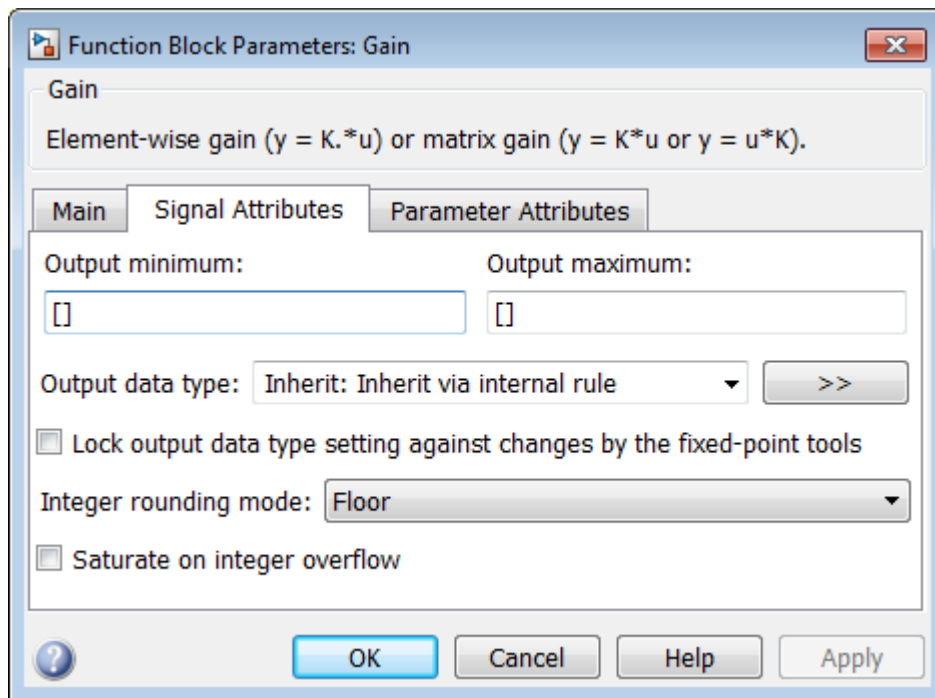 Function Block Parameters: Gain
Gain
Element-wise gain (y = K.*u) or matrix gain (y = K*u or y = u*K).
Main Signal Attributes Parameter Attributes
Output minimum: Output maximum:
[] []
Output data type: Inherit: Inherit via internal rule >>
Lock output data type setting against changes by the fixed-point tools
Integer rounding mode: Floor
Saturate on integer overflow
? OK Cancel Help Apply